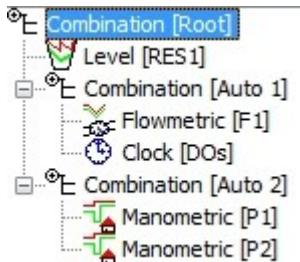 Combination [Root]
Level [RES1]
Combination [Auto 1]
Flowmetric [F1]
Clock [DOs]
Combination [Auto 2]
Manometric [P1]
Manometric [P2]